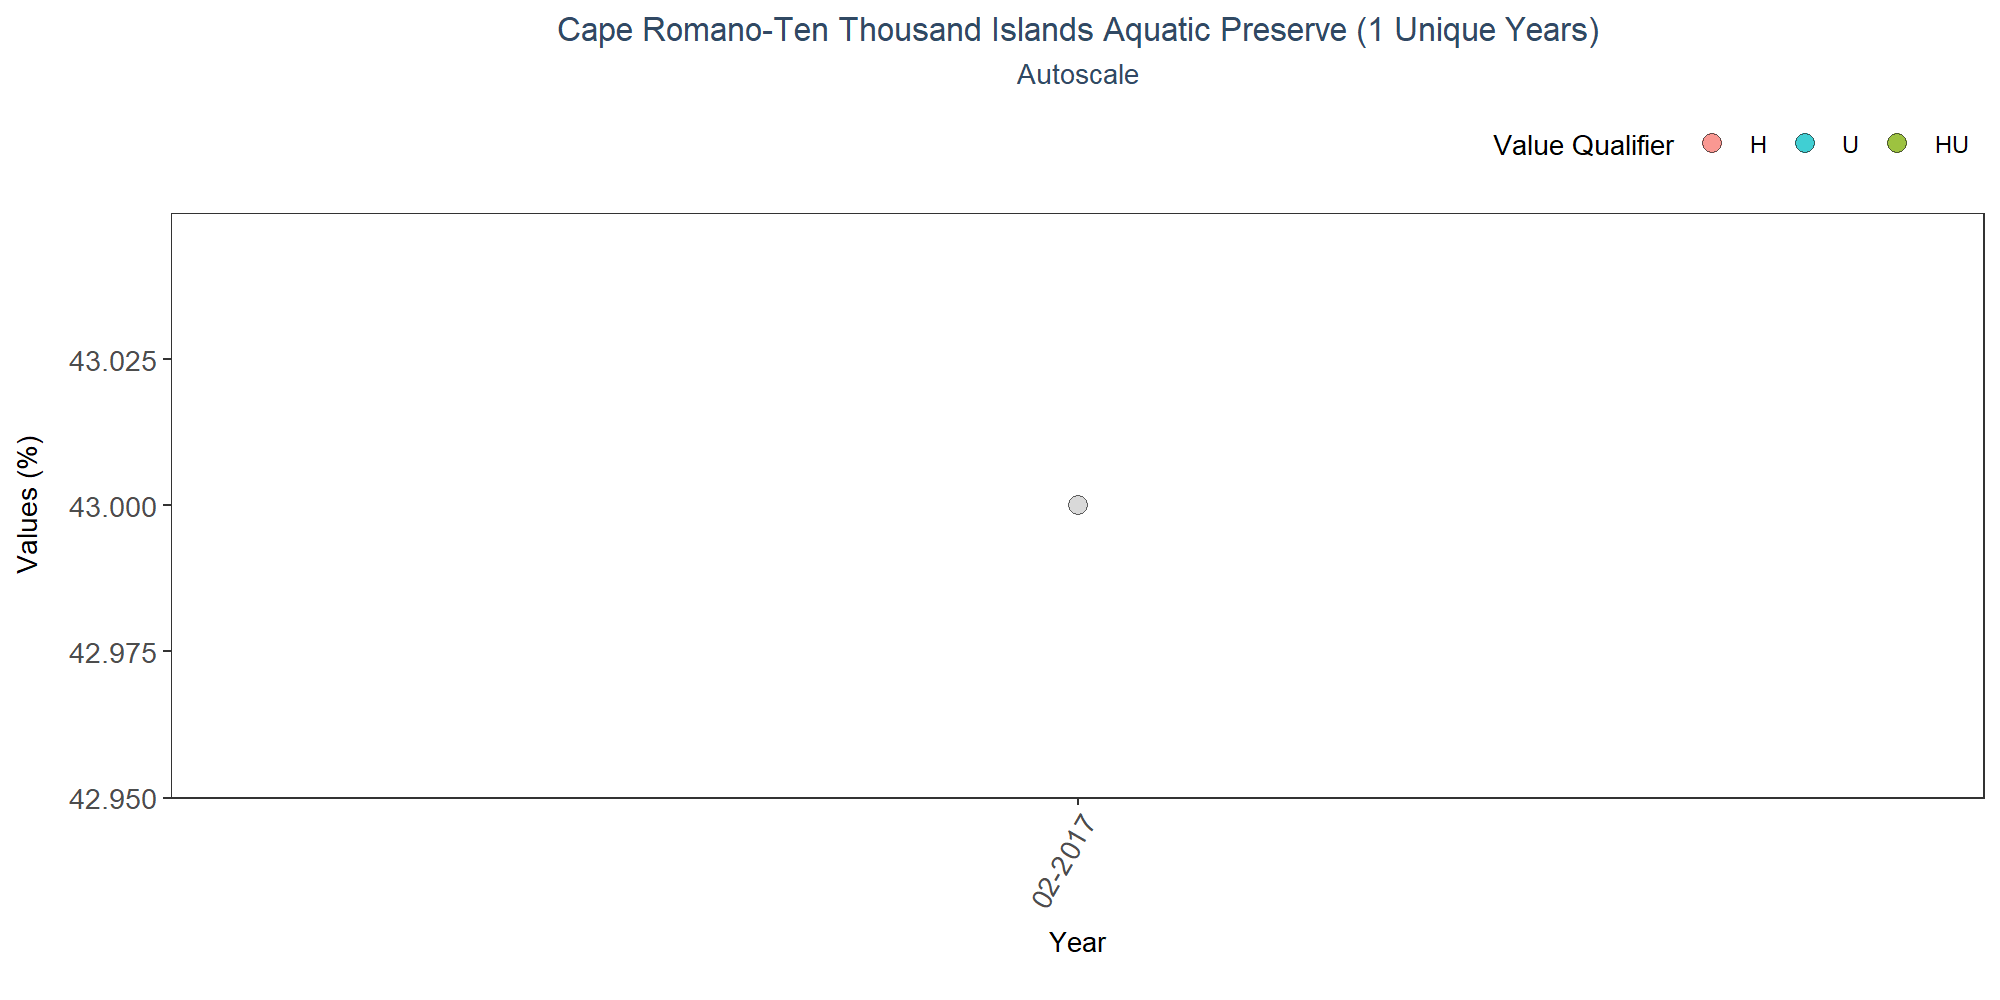 Cape Romano-Ten Thousand Islands Aquatic Preserve (1 Unique Years)
Autoscale
Value Qualifier H U HU
43.025
43.000
42.975
42.950
Values (%)
02-2017
Year